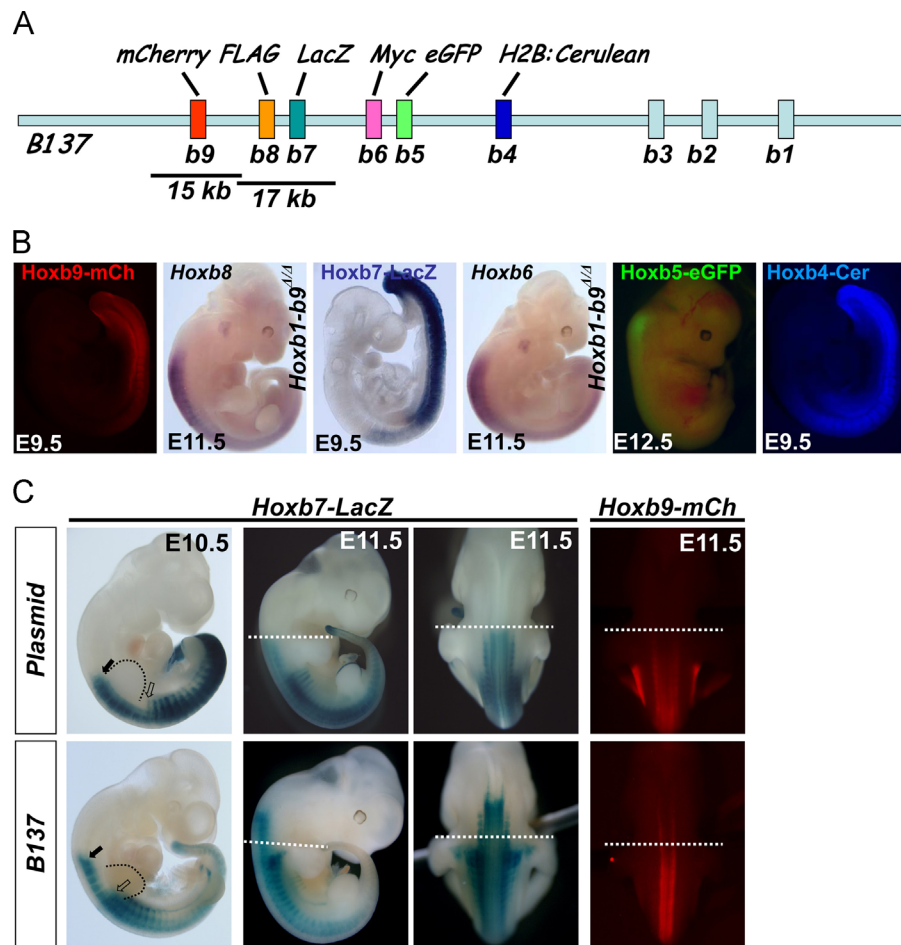 A
mCherry FLAG LacZ Myc eGFP H2B:Cerulean
B137
b9 b8 b7 b6 b5 b4 b3 b2 b1
15 kb
17 kb
B
Hoxb9-mCh
E9.5
Hoxb8
Hoxb1-b9Δ/Δ
E11.5
Hoxb7-LacZ
E9.5
Hoxb6
Hoxb1-b9Δ/Δ
E11.5
Hoxb5-eGFP
E12.5
Hoxb4-Cer
E9.5
C
Hoxb7-LacZ
Hoxb9-mCh
Plasmid
E10.5
E11.5
E11.5
E11.5
B137